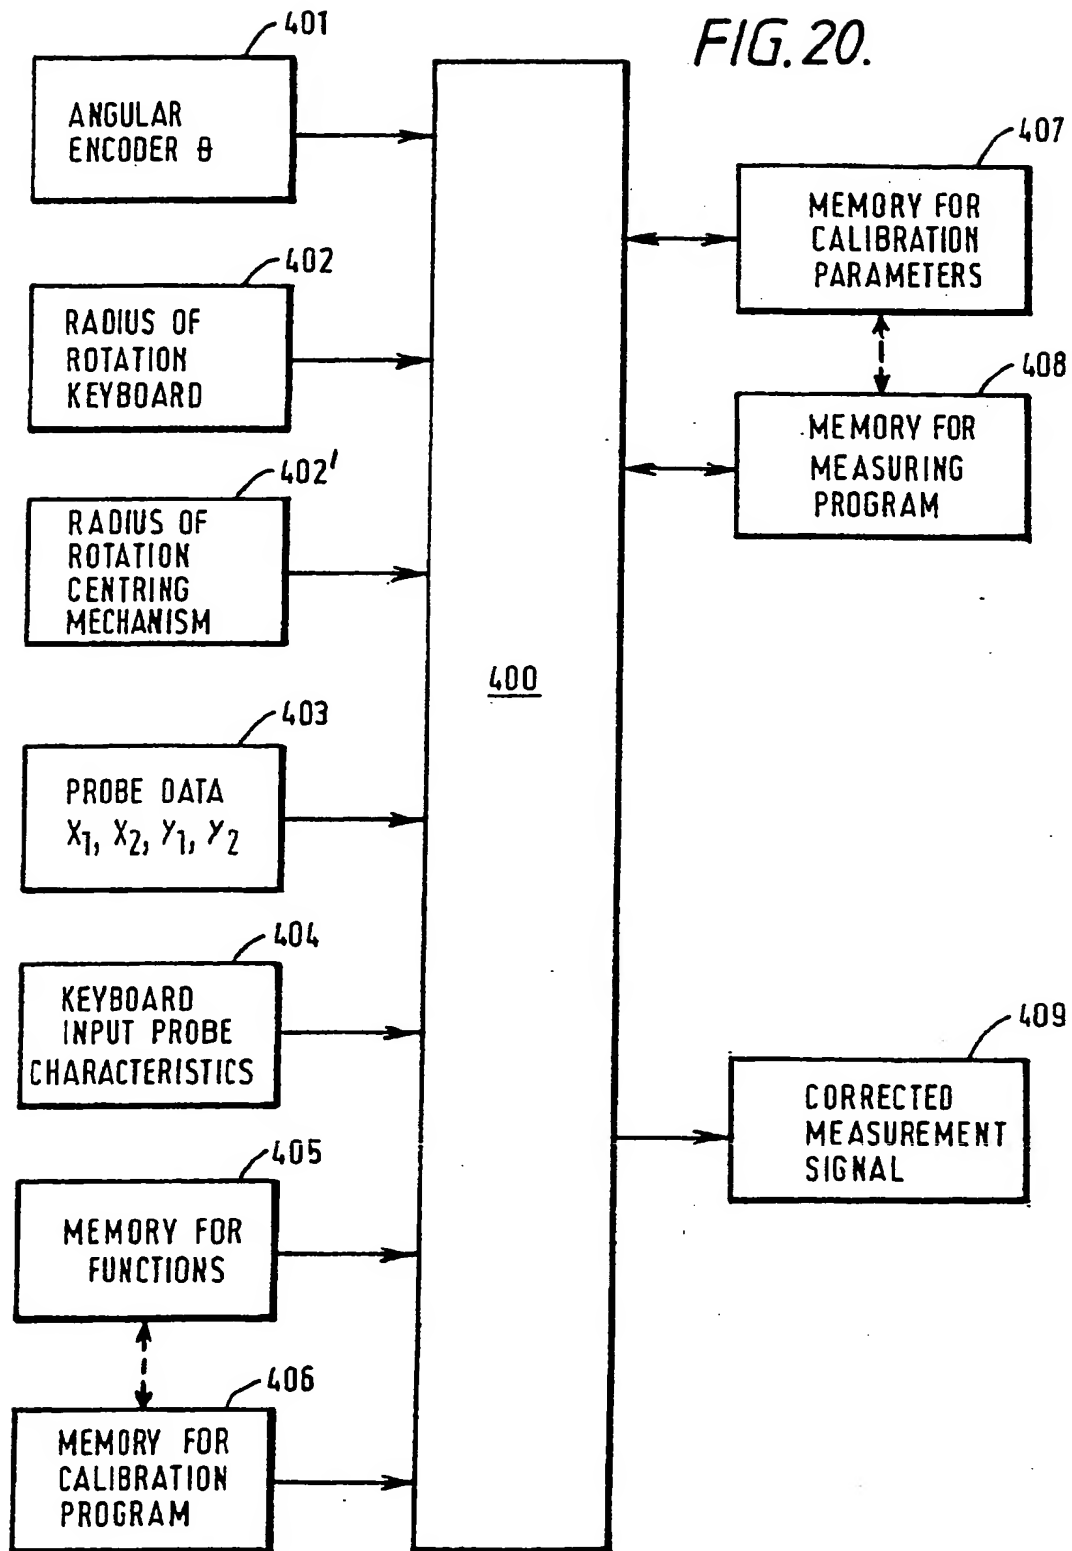 FIG. 20.
401
ANGULAR
ENCODER θ
402
RADIUS OF
ROTATION
KEYBOARD
402'
RADIUS OF
ROTATION
CENTRING
MECHANISM
403
PROBE DATA
X1, X2, Y1, Y2
404
KEYBOARD
INPUT PROBE
CHARACTERISTICS
405
MEMORY FOR
FUNCTIONS
406
MEMORY FOR
CALIBRATION
PROGRAM
400
407
MEMORY FOR
CALIBRATION
PARAMETERS
408
MEMORY FOR
MEASURING
PROGRAM
409
CORRECTED
MEASUREMENT
SIGNAL